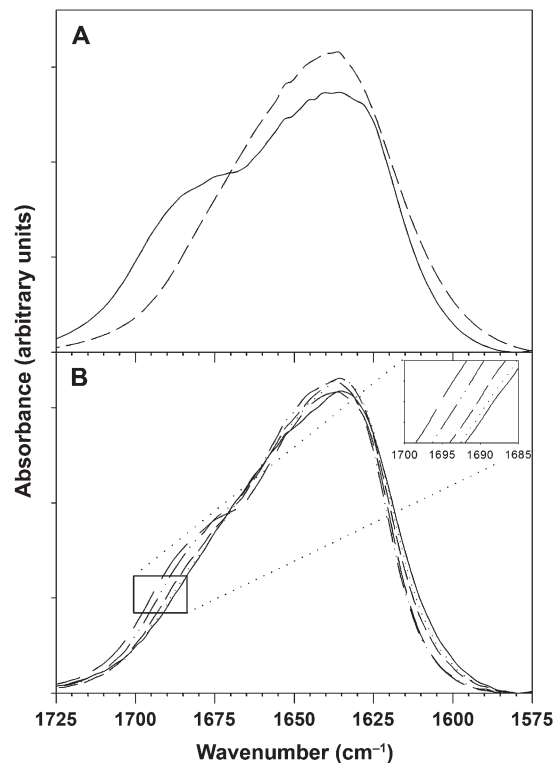 A
B
Absorbance (arbitrary units)
1700 1695 1690 1685
1725 1700 1675 1650 1625 1600 1575
Wavenumber (cm⁻¹)